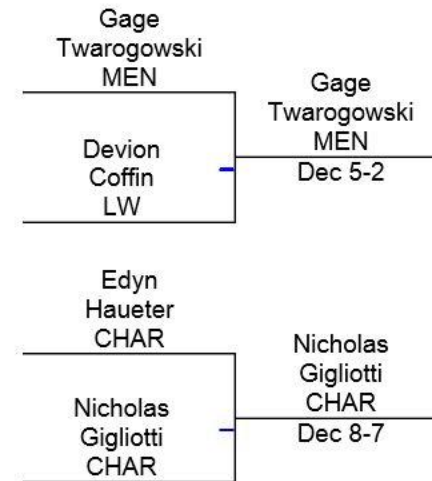 Gage
Twarogowski
MEN
Devion
Coffin
LW
Gage
Twarogowski
MEN
Dec 5-2
Edyn
Haueter
CHAR
Nicholas
Gigliotti
CHAR
Nicholas
Gigliotti
CHAR
Dec 8-7